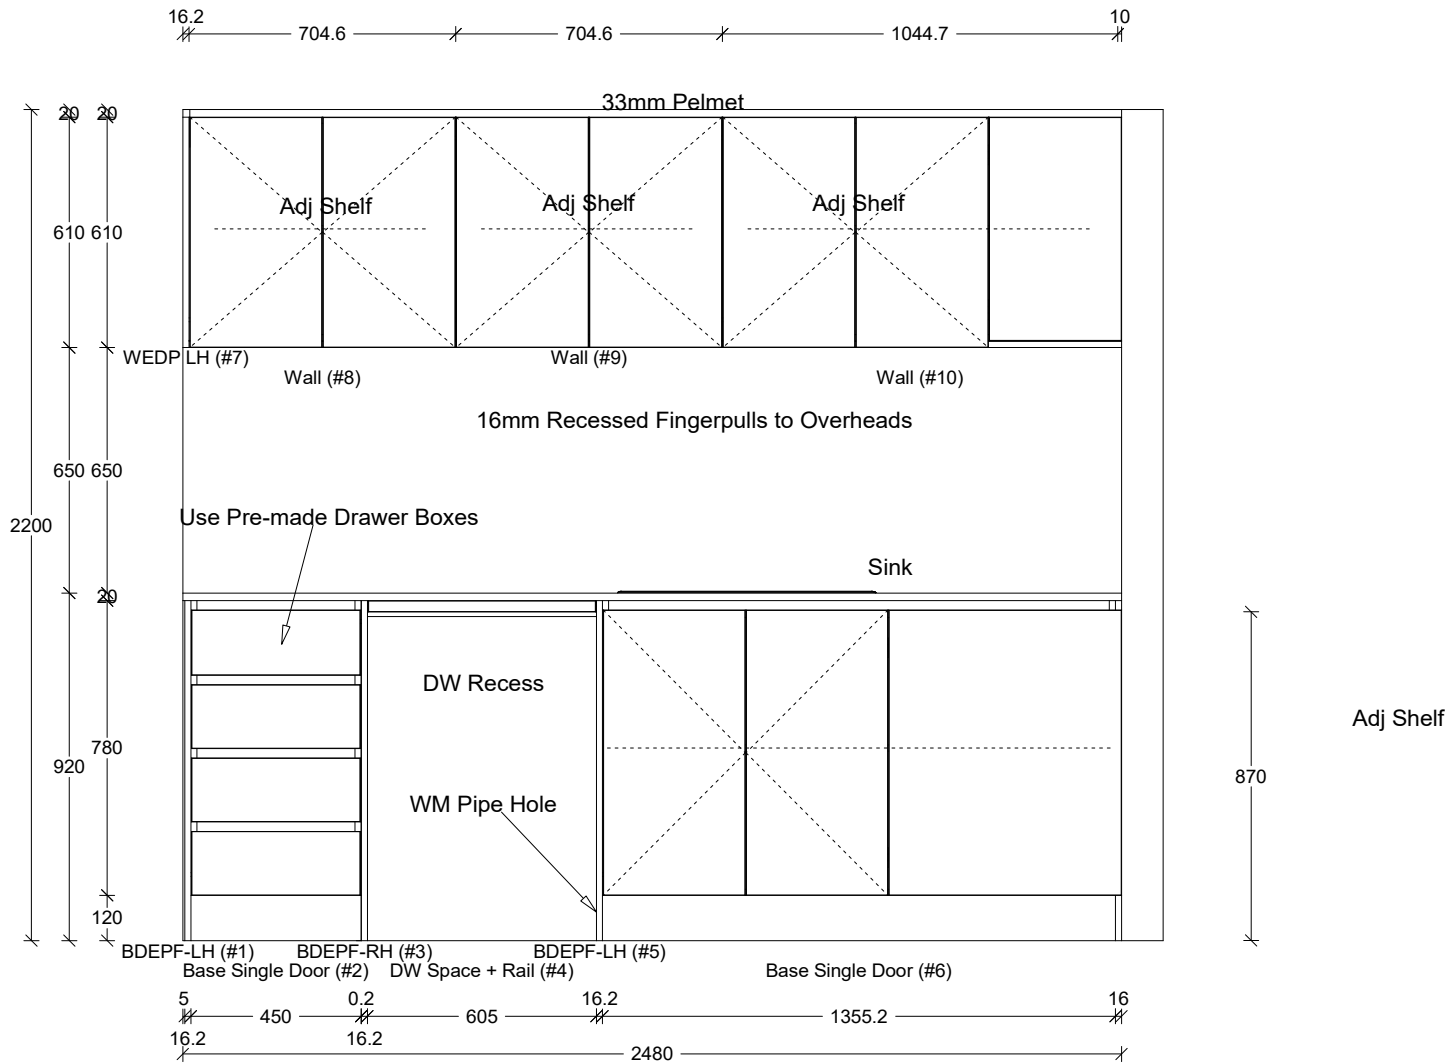 16.2 10
704.6 704.6 1044.7
33mm Pelmet
20 20
Adj Shelf Adj Shelf Adj Shelf
610 610
WEDP LH (#7) Wall (#9)
Wall (#8) Wall (#10)
16mm Recessed Fingerpulls to Overheads
650 650
Use Pre-made Drawer Boxes
2200
Sink
20
DW Recess
Adj Shelf
780
920
870
WM Pipe Hole
120
BDEPF-LH (#1) BDEPF-RH (#3) BDEPF-LH (#5)
Base Single Door (#2) DW Space + Rail (#4) Base Single Door (#6)
5 0.2 16.2 16
450 605 1355.2
16.2 16.2
2480